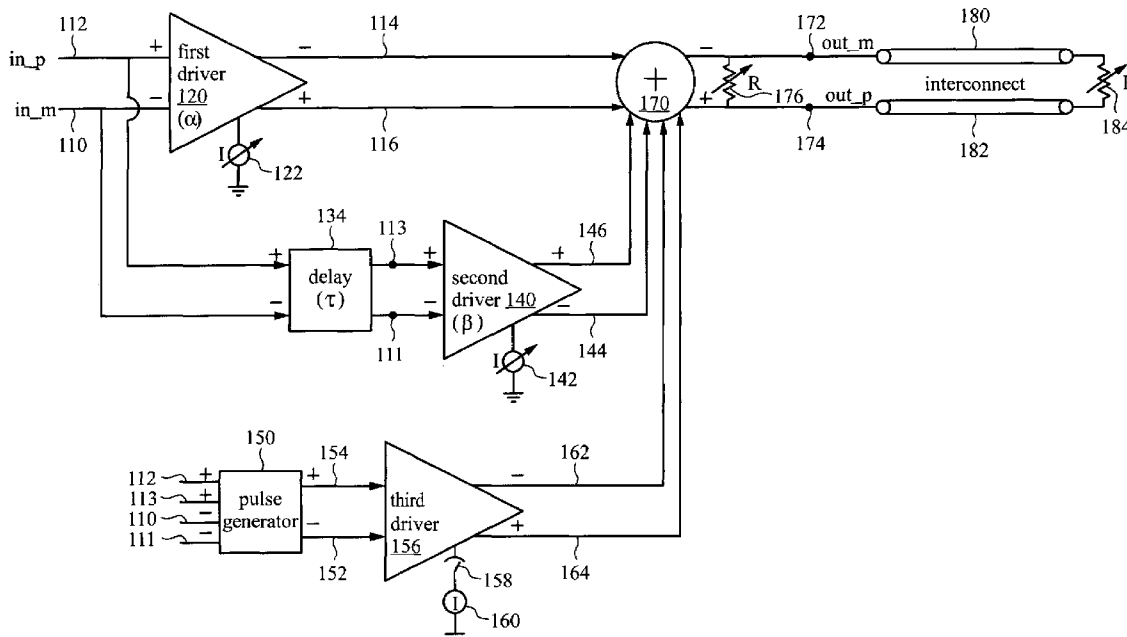 112
in_p
in_m
110
+
−
first
driver
120
(α)
−
+
114
116
I
122
+
170
−
+
R
176
172
out_m
out_p
174
180
interconnect
182
184
134
+
−
delay
(τ)
113
111
+
−
second
driver 140
(β)
+
−
146
144
I
142
150
112 +
113 +
110 −
111 −
pulse
generator
+
−
154
152
third
driver
156
−
+
162
164
158
I
160